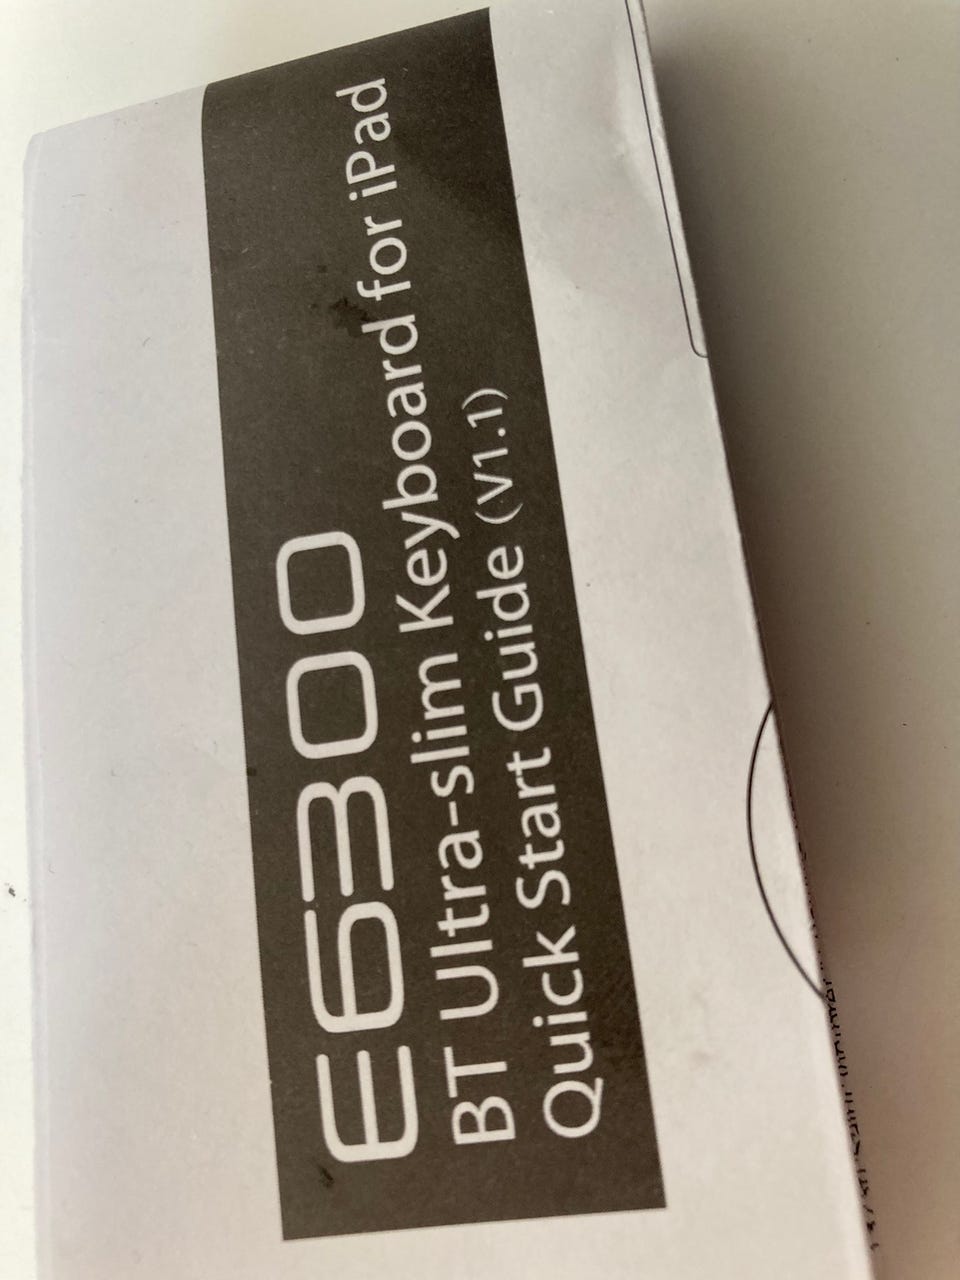 E6300
BT Ultra-slim Keyboard for iPad
Quick Start Guide (V1.1)